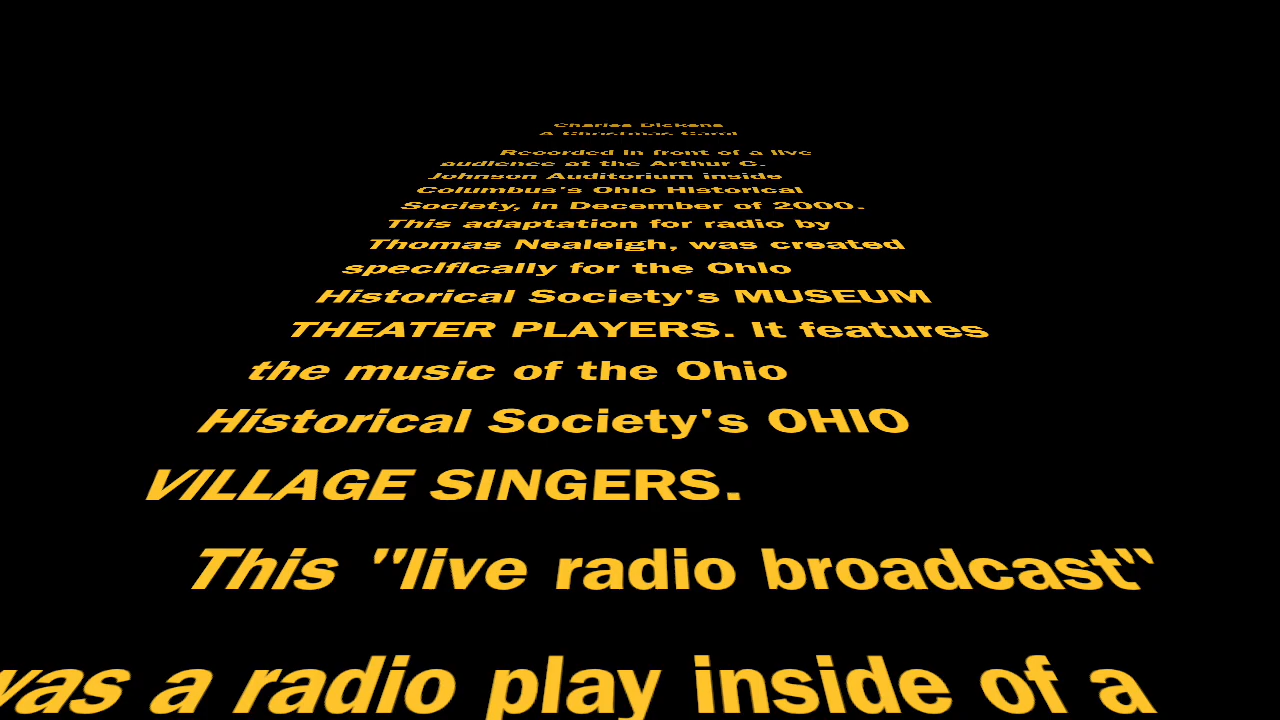 Charles Dickens
A Christmas Carol
Recorded in front of a live
audience at the Arthur C.
Johnson Auditorium inside
Columbus's Ohio Historical
Society, in December of 2000.
This adaptation for radio by
Thomas Nealeigh, was created
specifically for the Ohio
Historical Society's MUSEUM
THEATER PLAYERS. It features
the music of the Ohio
Historical Society's OHIO
VILLAGE SINGERS.
This "live radio broadcast"
was a radio play inside of a